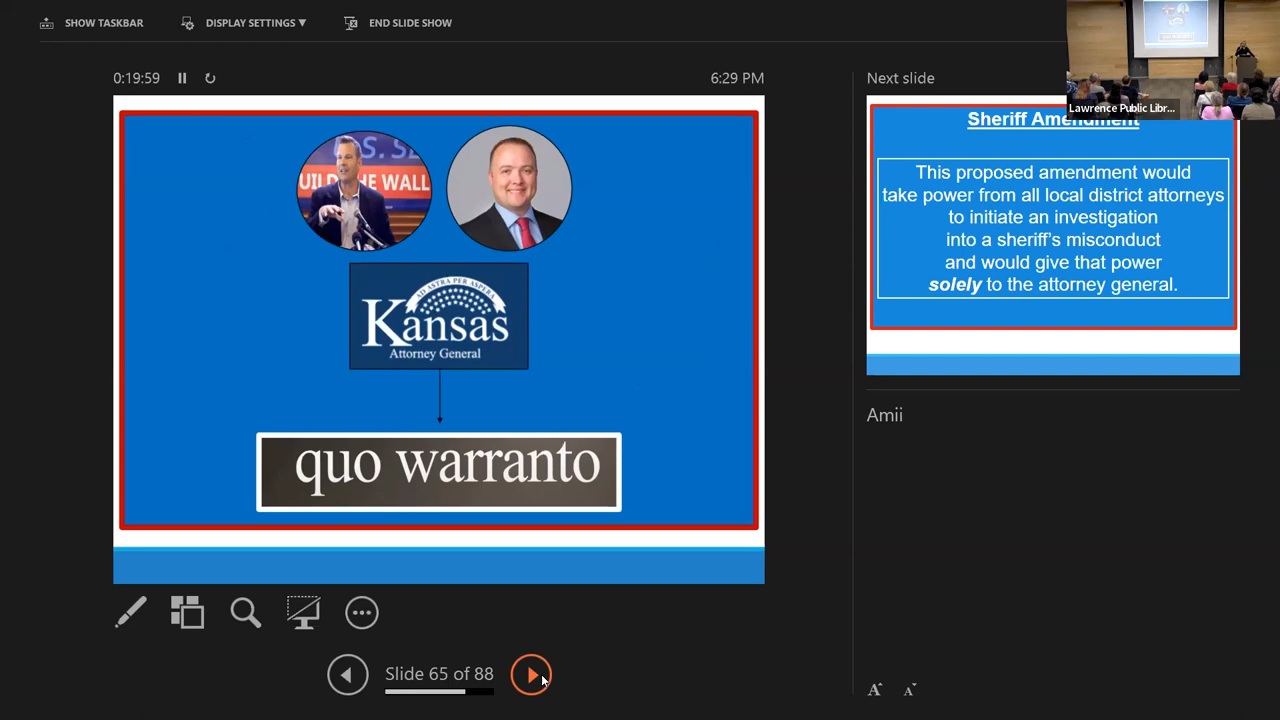 SHOW TASKBAR
DISPLAY SETTINGS ▼
END SLIDE SHOW
Lawrence Public Libr...
0:19:59
6:29 PM
Next slide
UILD THE WALL
AD ASTRA PER ASPERA
Kansas
Attorney General
quo warranto
Sheriff Amendment
This proposed amendment would
take power from all local district attorneys
to initiate an investigation
into a sheriff's misconduct
and would give that power
solely to the attorney general.
Amii
Slide 65 of 88
A A